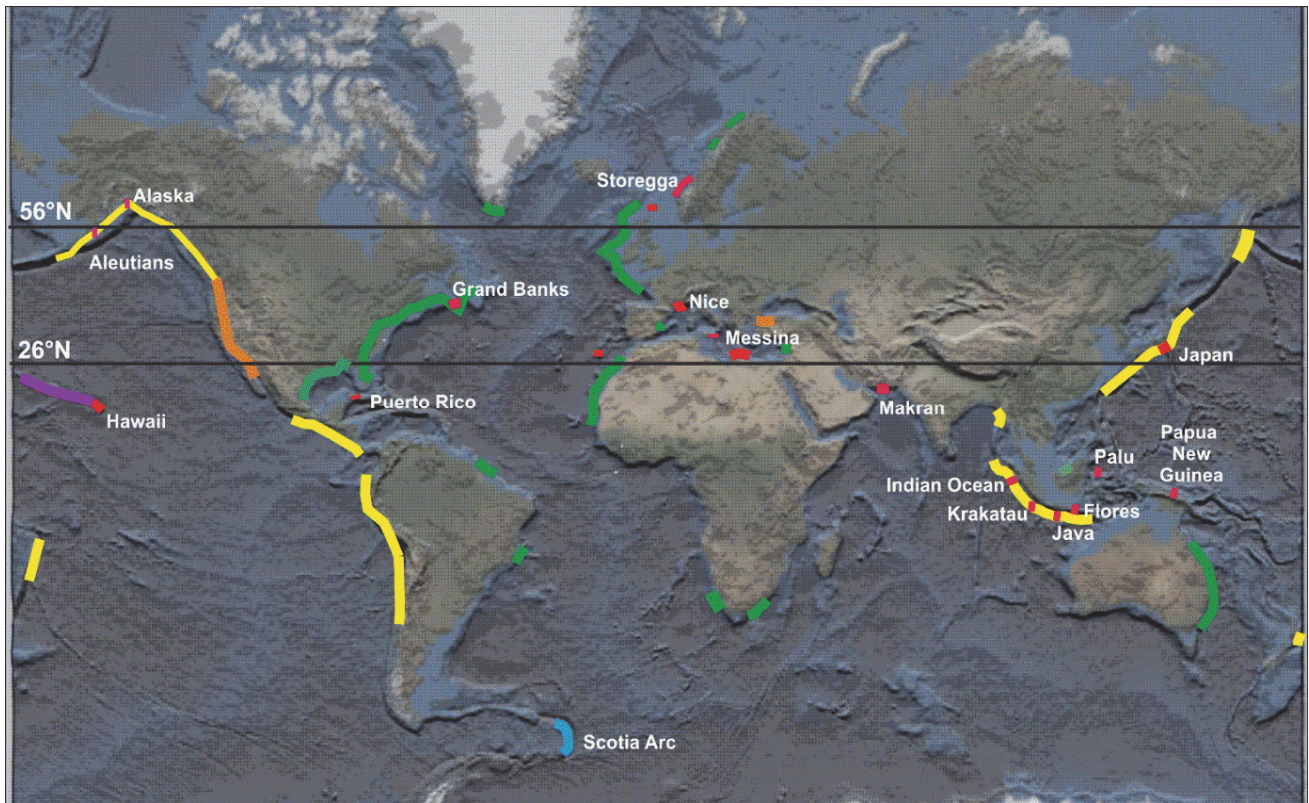 Storegga
Alaska
56°N
Aleutians
Grand Banks
Nice
Messina
26°N
Japan
Puerto Rico
Makran
Hawaii
Papua
New
Guinea
Palu
Indian Ocean
Krakatau
Flores
Java
Scotia Arc